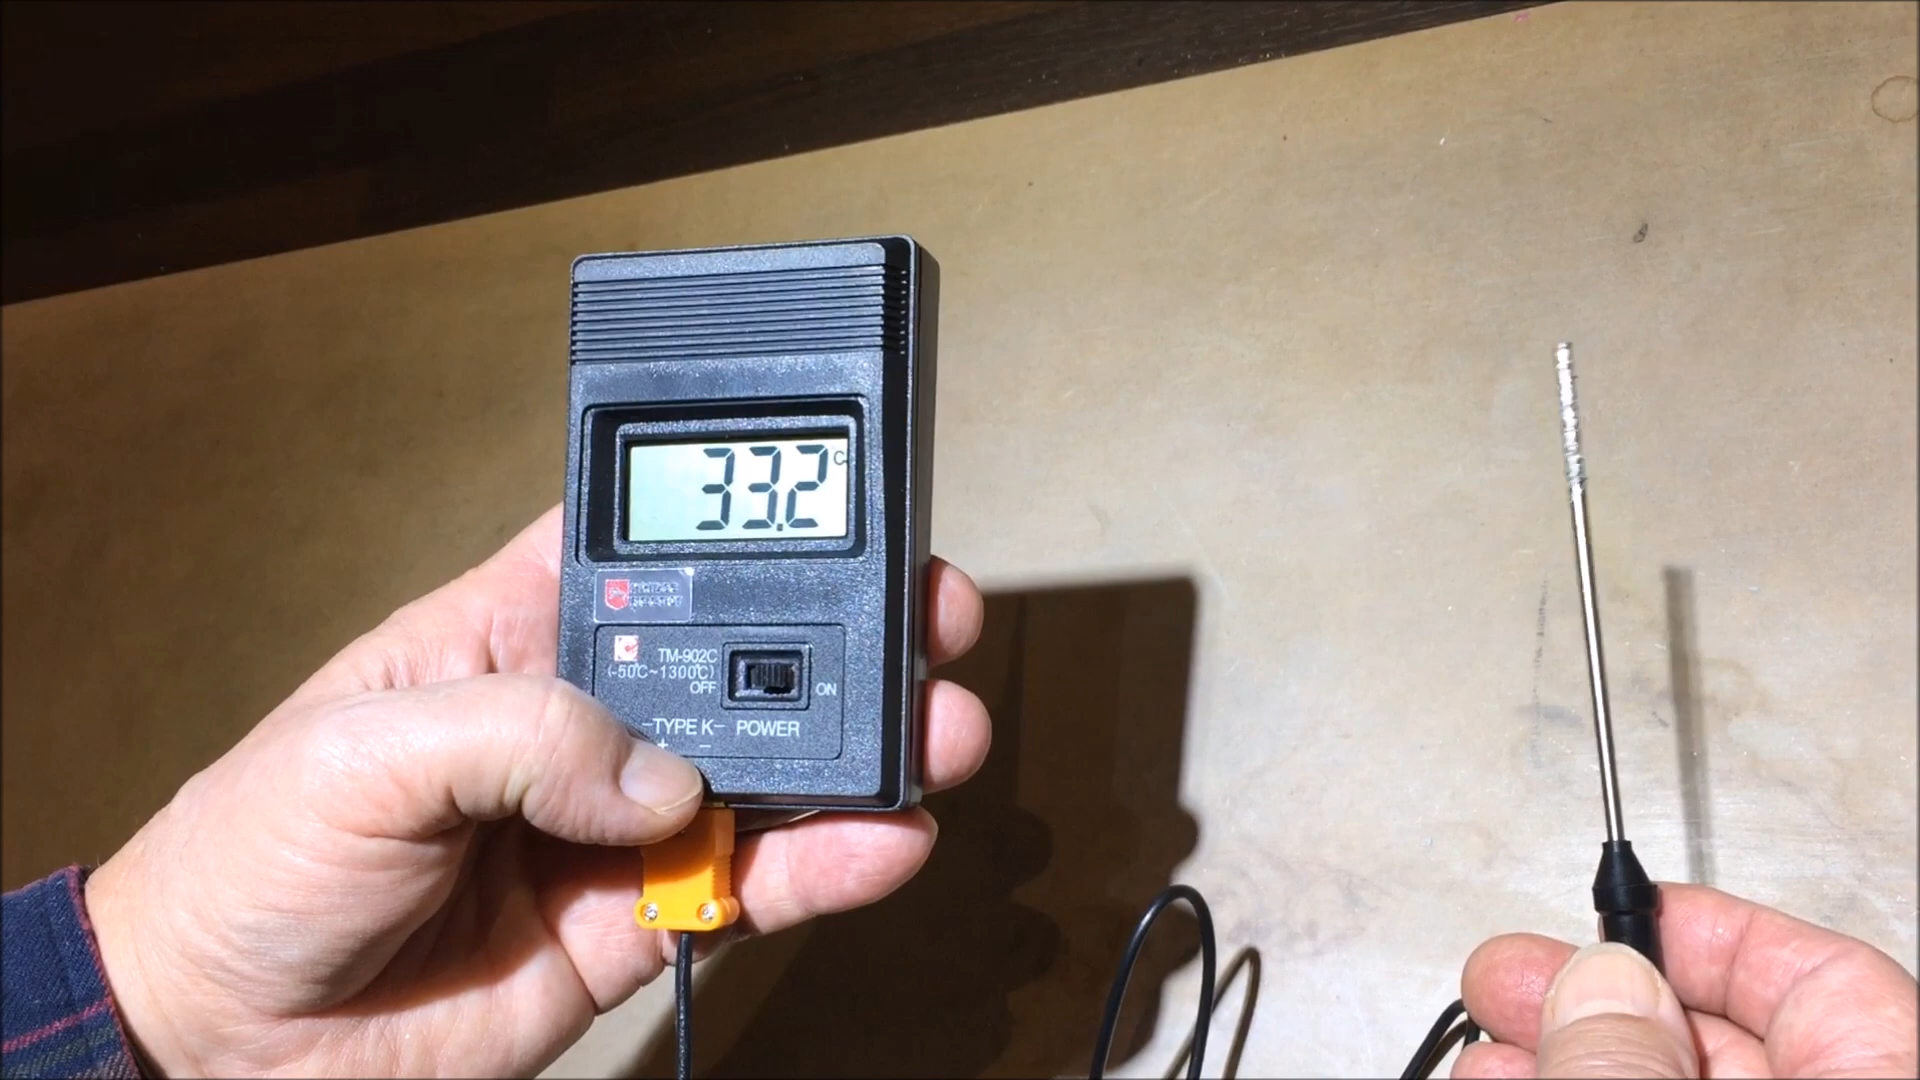 33.2 C
TM-902C
(-50℃~1300℃)
OFF
ON
-TYPE K- POWER
+ -